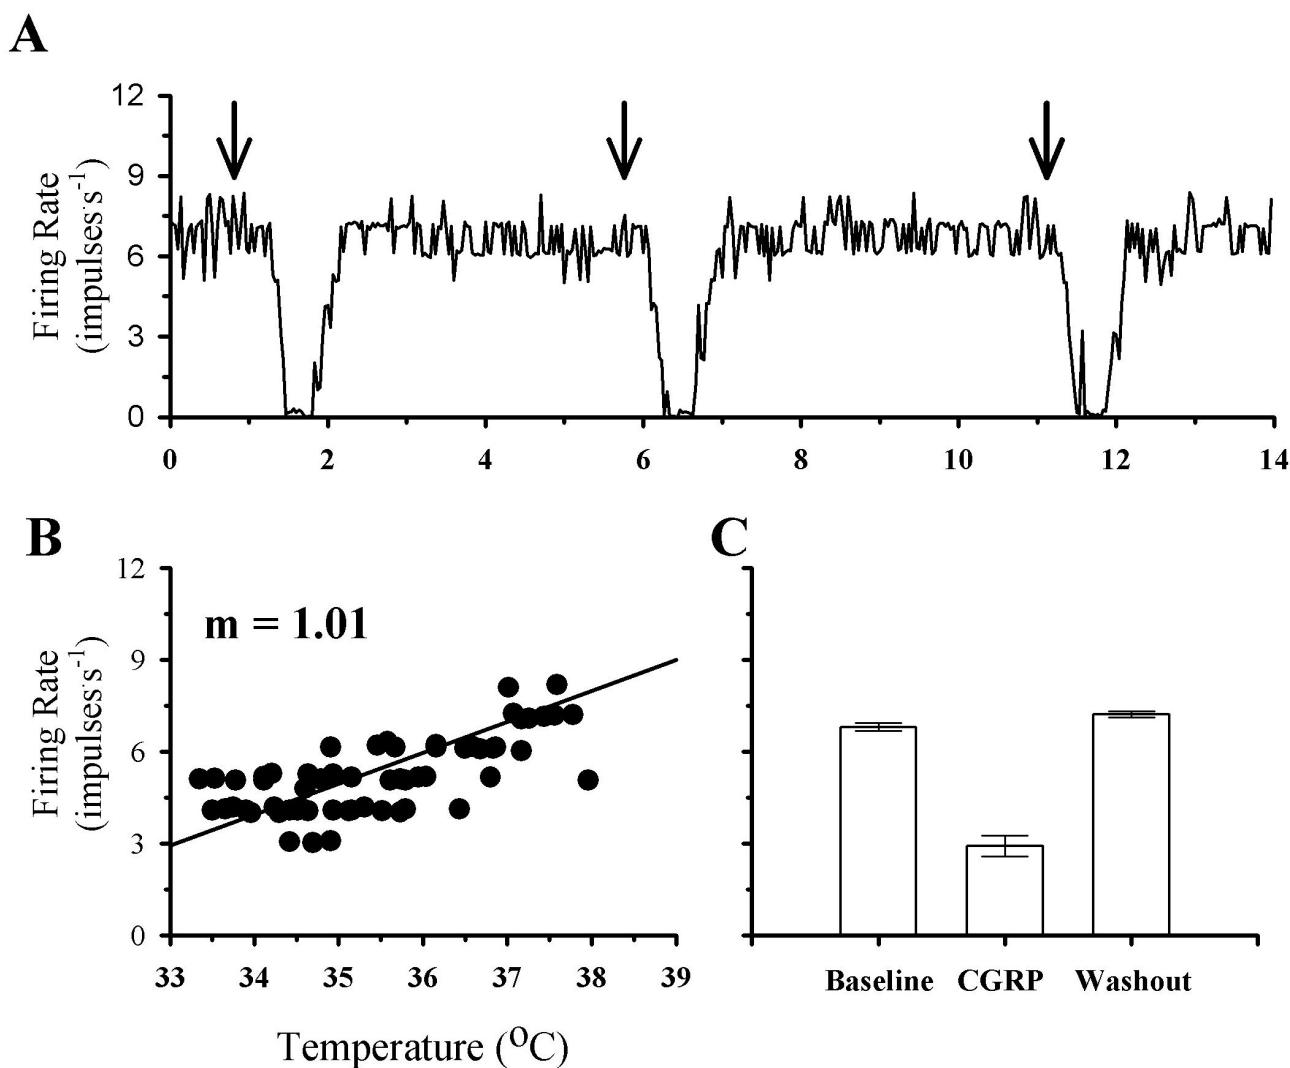 A
12
9
6
3
0
Firing Rate
(impulses·s⁻¹)
0 2 4 6 8 10 12 14
B
12
9
6
3
0
Firing Rate
(impulses·s⁻¹)
m = 1.01
33 34 35 36 37 38 39
Temperature (ºC)
C
Baseline CGRP Washout